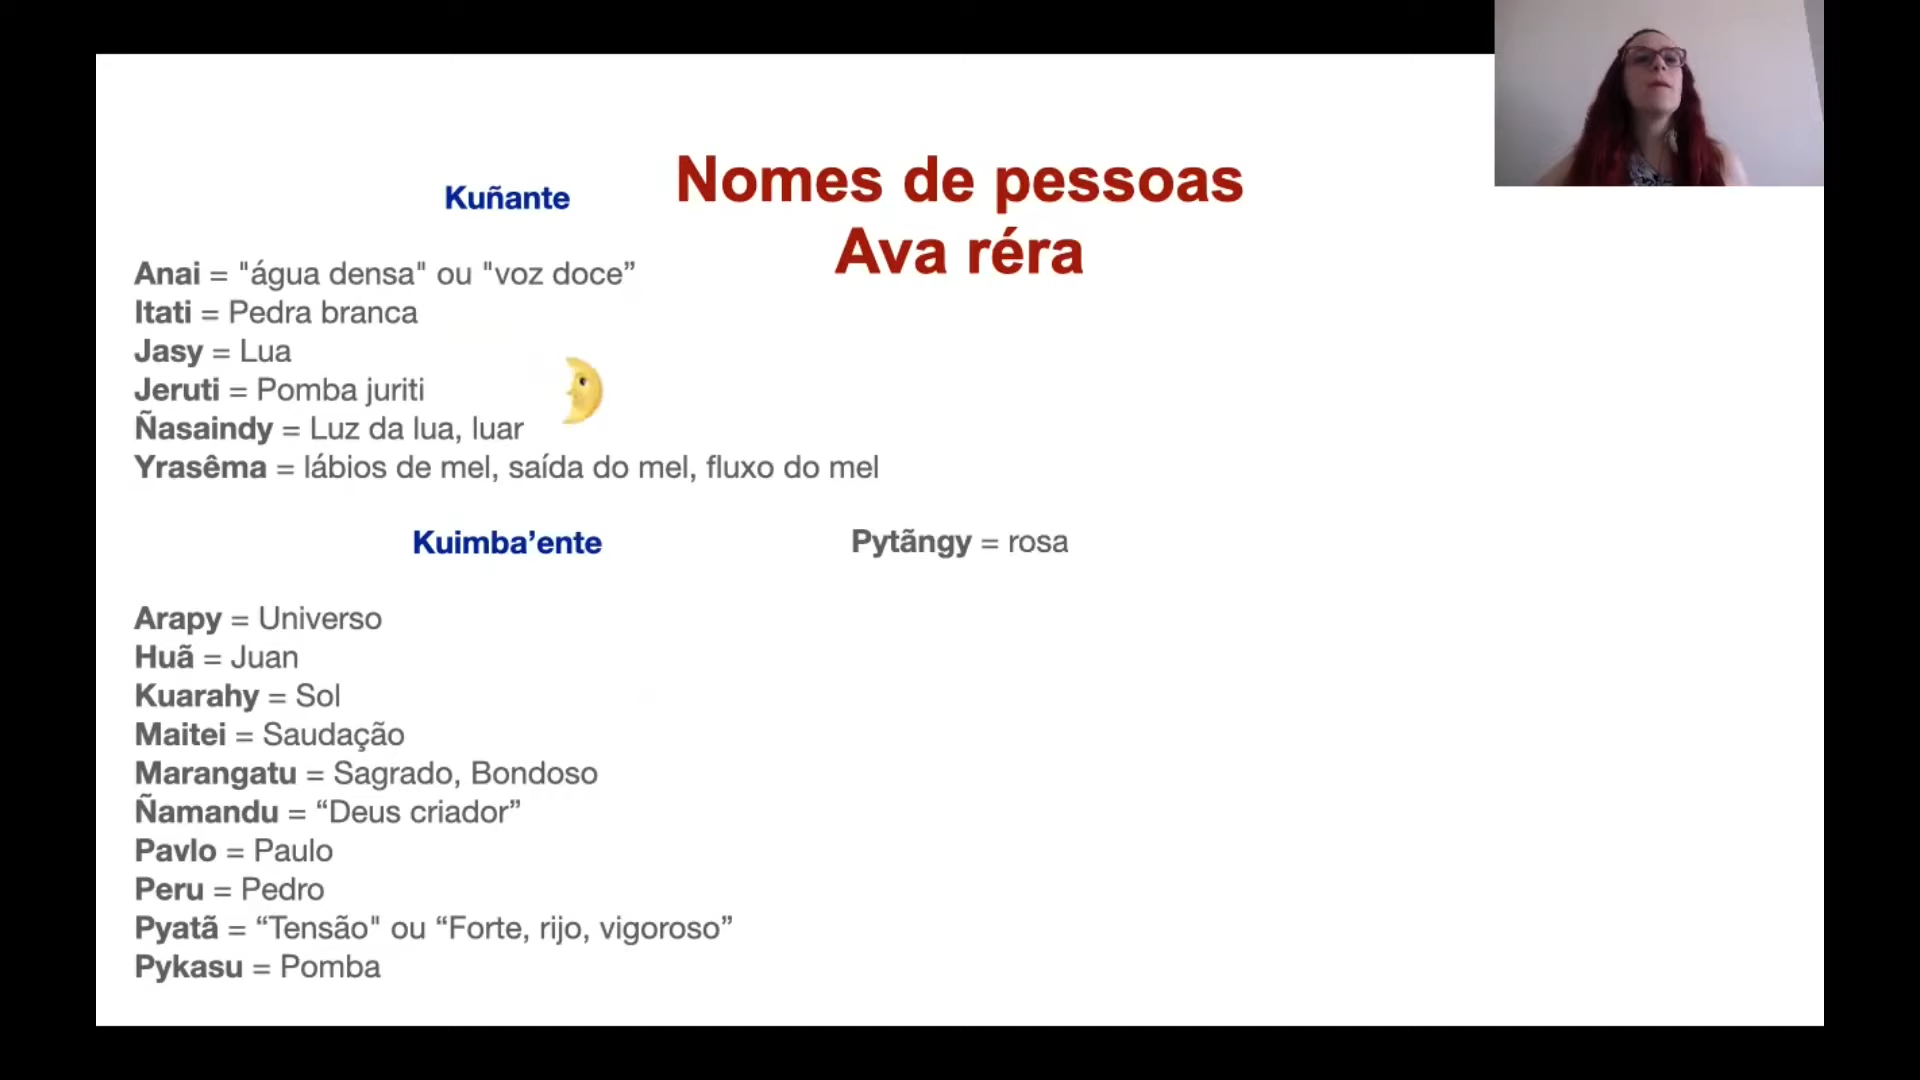 Nomes de pessoas
Ava réra
Kuñante
Anai = "água densa" ou "voz doce”
Itati = Pedra branca
Jasy = Lua
Jeruti = Pomba juriti
Ñasaindy = Luz da lua, luar
Yrasêma = lábios de mel, saída do mel, fluxo do mel
Kuimba’ente
Pytãngy = rosa
Arapy = Universo
Huã = Juan
Kuarahy = Sol
Maitei = Saudação
Marangatu = Sagrado, Bondoso
Ñamandu = “Deus criador”
Pavlo = Paulo
Peru = Pedro
Pyatã = “Tensão" ou “Forte, rijo, vigoroso”
Pykasu = Pomba